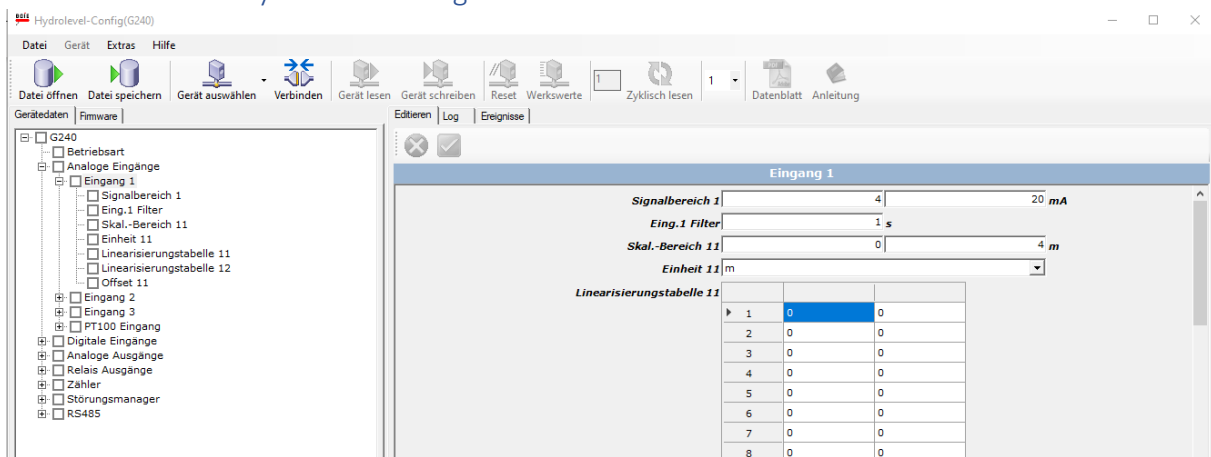 Hydrolevel-Config(G240)
Datei Gerät Extras Hilfe
1 1
Datei öffnen Datei speichern Gerät auswählen Verbinden Gerät lesen Gerät schreiben Reset Werkswerte Zyklisch lesen Datenblatt Anleitung
Gerätedaten Firmware
Editieren Log Ereignisse
G240
Betriebsart
Analoge Eingänge
Eingang 1
Signalbereich 1
Eing.1 Filter
Skal.-Bereich 11
Einheit 11
Linearisierungstabelle 11
Linearisierungstabelle 12
Offset 11
Eingang 2
Eingang 3
PT100 Eingang
Digitale Eingänge
Analoge Ausgänge
Relais Ausgänge
Zähler
Störungsmanager
RS485
Eingang 1
Signalbereich 1 4 20 mA
Eing.1 Filter 1 s
Skal.-Bereich 11 0 4 m
Einheit 11 m
Linearisierungstabelle 11
1 0 0
2 0 0
3 0 0
4 0 0
5 0 0
6 0 0
7 0 0
8 0 0